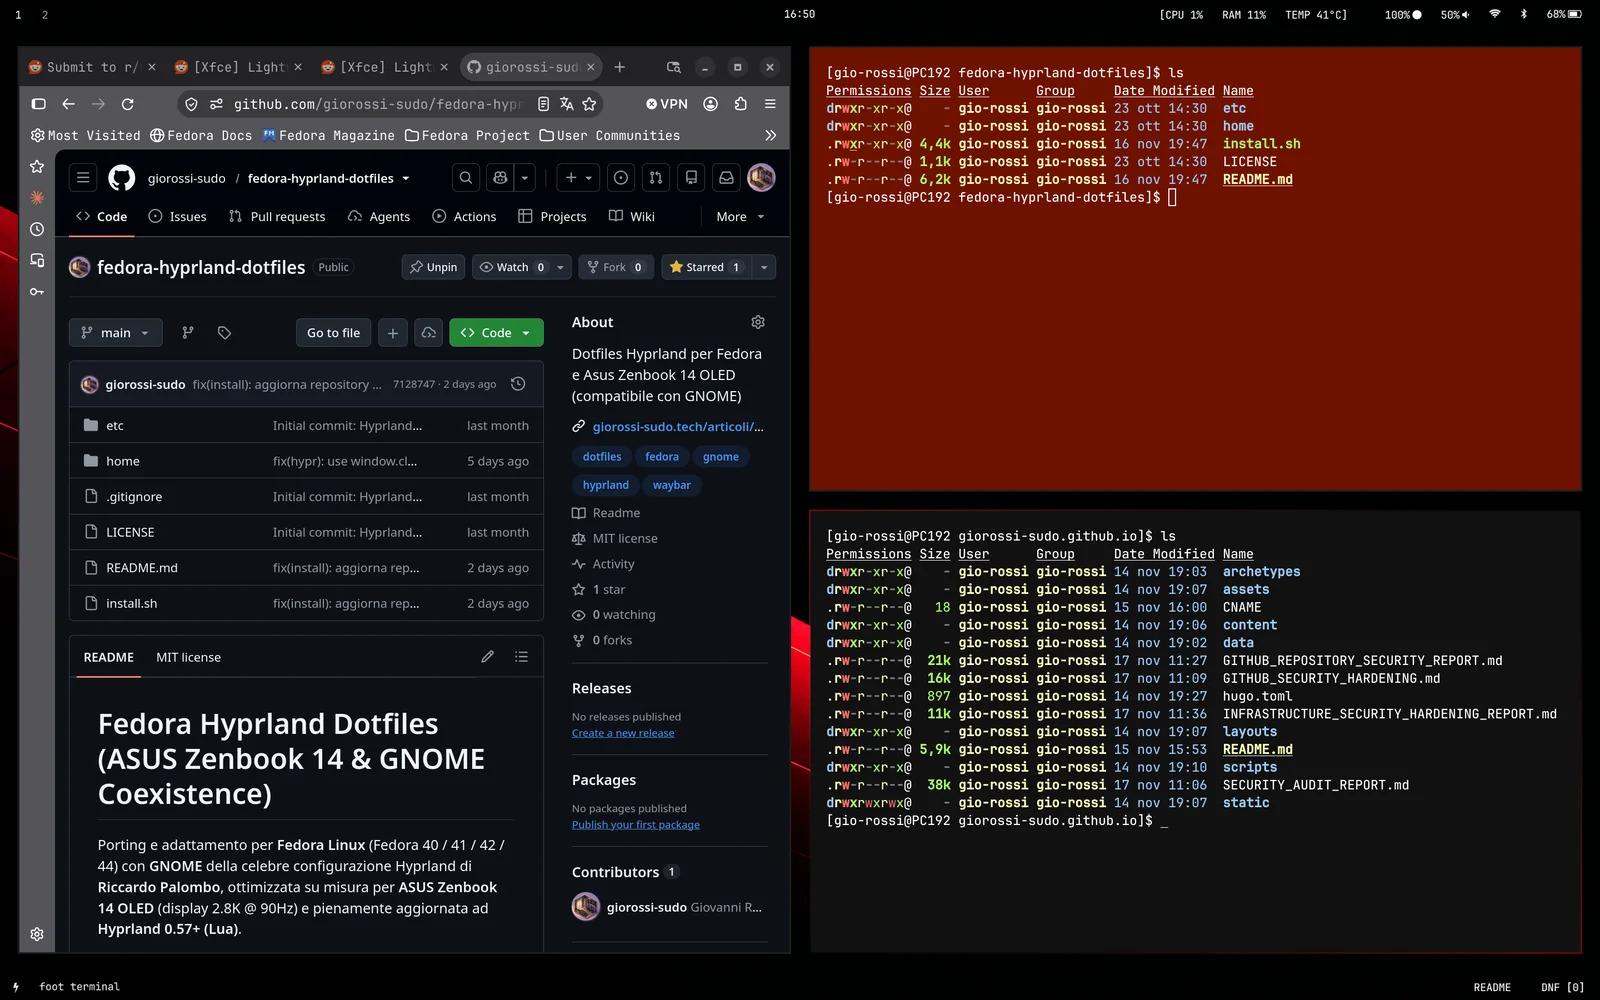 1 2
16:50
[CPU 1% RAM 11% TEMP 41°C] 100% 50% 68%
Submit to r/ [Xfce] Light [Xfce] Light giorossi-sud
github.com/giorossi-sudo/fedora-hypr VPN
Most Visited Fedora Docs Fedora Magazine Fedora Project User Communities
giorossi-sudo / fedora-hyprland-dotfiles
Code Issues Pull requests Agents Actions Projects Wiki More
fedora-hyprland-dotfiles Public Unpin Watch 0 Fork 0 Starred 1
main Go to file Code
giorossi-sudo fix(install): aggiorna repository ... 7128747 · 2 days ago
etc Initial commit: Hyprland... last month
home fix(hypr): use window.cl... 5 days ago
.gitignore Initial commit: Hyprland... last month
LICENSE Initial commit: Hyprland... last month
README.md fix(install): aggiorna rep... 2 days ago
install.sh fix(install): aggiorna rep... 2 days ago
README MIT license
Fedora Hyprland Dotfiles
(ASUS Zenbook 14 & GNOME
Coexistence)
Porting e adattamento per Fedora Linux (Fedora 40 / 41 / 42 /
44) con GNOME della celebre configurazione Hyprland di
Riccardo Palombo, ottimizzata su misura per ASUS Zenbook
14 OLED (display 2.8K @ 90Hz) e pienamente aggiornata ad
Hyprland 0.57+ (Lua).
About
Dotfiles Hyprland per Fedora
e Asus Zenbook 14 OLED
(compatibile con GNOME)
giorossi-sudo.tech/articoli/...
dotfiles fedora gnome
hyprland waybar
Readme
MIT license
Activity
1 star
0 watching
0 forks
Releases
No releases published
Create a new release
Packages
No packages published
Publish your first package
Contributors 1
giorossi-sudo Giovanni R...
[gio-rossi@PC192 fedora-hyprland-dotfiles]$ ls
Permissions Size User Group Date Modified Name
drwxr-xr-x@ - gio-rossi gio-rossi 23 ott 14:30 etc
drwxr-xr-x@ - gio-rossi gio-rossi 23 ott 14:30 home
.rwxr-xr-x@ 4,4k gio-rossi gio-rossi 16 nov 19:47 install.sh
.rw-r--r--@ 1,1k gio-rossi gio-rossi 23 ott 14:30 LICENSE
.rw-r--r--@ 6,2k gio-rossi gio-rossi 16 nov 19:47 README.md
[gio-rossi@PC192 fedora-hyprland-dotfiles]$
[gio-rossi@PC192 giorossi-sudo.github.io]$ ls
Permissions Size User Group Date Modified Name
drwxr-xr-x@ - gio-rossi gio-rossi 14 nov 19:03 archetypes
drwxr-xr-x@ - gio-rossi gio-rossi 14 nov 19:07 assets
.rw-r--r--@ 18 gio-rossi gio-rossi 15 nov 16:00 CNAME
drwxr-xr-x@ - gio-rossi gio-rossi 14 nov 19:06 content
drwxr-xr-x@ - gio-rossi gio-rossi 14 nov 19:02 data
.rw-r--r--@ 21k gio-rossi gio-rossi 17 nov 11:27 GITHUB_REPOSITORY_SECURITY_REPORT.md
.rw-r--r--@ 16k gio-rossi gio-rossi 17 nov 11:09 GITHUB_SECURITY_HARDENING.md
.rw-r--r--@ 897 gio-rossi gio-rossi 14 nov 19:27 hugo.toml
.rw-r--r--@ 11k gio-rossi gio-rossi 17 nov 11:36 INFRASTRUCTURE_SECURITY_HARDENING_REPORT.md
drwxr-xr-x@ - gio-rossi gio-rossi 14 nov 19:07 layouts
.rw-r--r--@ 5,9k gio-rossi gio-rossi 15 nov 15:53 README.md
drwxr-xr-x@ - gio-rossi gio-rossi 14 nov 19:10 scripts
.rw-r--r--@ 38k gio-rossi gio-rossi 17 nov 11:06 SECURITY_AUDIT_REPORT.md
drwxrwxrwx@ - gio-rossi gio-rossi 14 nov 19:07 static
[gio-rossi@PC192 giorossi-sudo.github.io]$ _
foot terminal
README DNF [0]